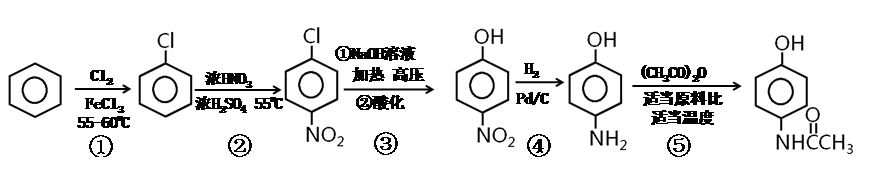 Cl
Cl
①NaOH溶液
OH
OH
OH
Cl₂
浓HNO₃
加热 高压
H₂
(CH₃CO)₂O
FeCl₃
浓H₂SO₄ 55℃
②酸化
Pd/C
适当原料比
55-60℃
适当温度
O
NO₂
NO₂
NH₂
NHCCH₃
① ② ③ ④ ⑤